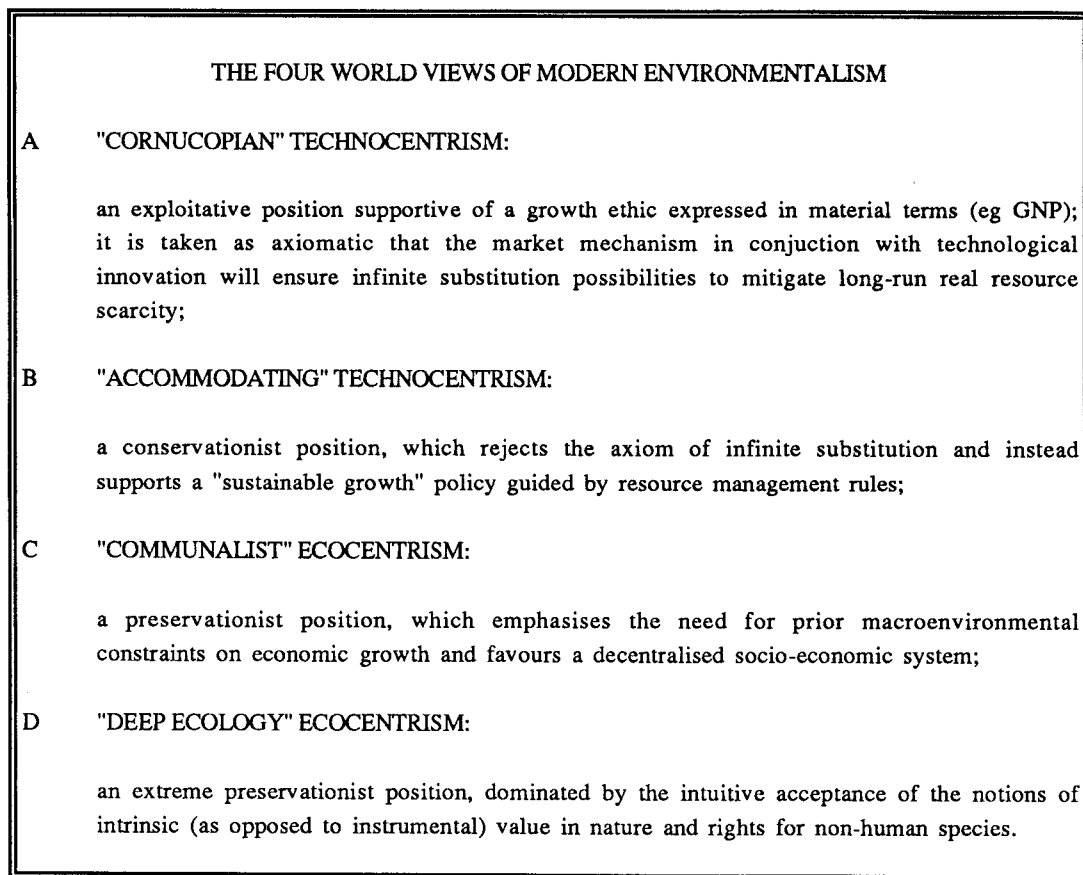 THE FOUR WORLD VIEWS OF MODERN ENVIRONMENTALISM
A "CORNUCOPIAN" TECHNOCENTRISM:
an exploitative position supportive of a growth ethic expressed in material terms (eg GNP);
it is taken as axiomatic that the market mechanism in conjuction with technological
innovation will ensure infinite substitution possibilities to mitigate long-run real resource
scarcity;
B "ACCOMMODATING" TECHNOCENTRISM:
a conservationist position, which rejects the axiom of infinite substitution and instead
supports a "sustainable growth" policy guided by resource management rules;
C "COMMUNALIST" ECOCENTRISM:
a preservationist position, which emphasises the need for prior macroenvironmental
constraints on economic growth and favours a decentralised socio-economic system;
D "DEEP ECOLOGY" ECOCENTRISM:
an extreme preservationist position, dominated by the intuitive acceptance of the notions of
intrinsic (as opposed to instrumental) value in nature and rights for non-human species.